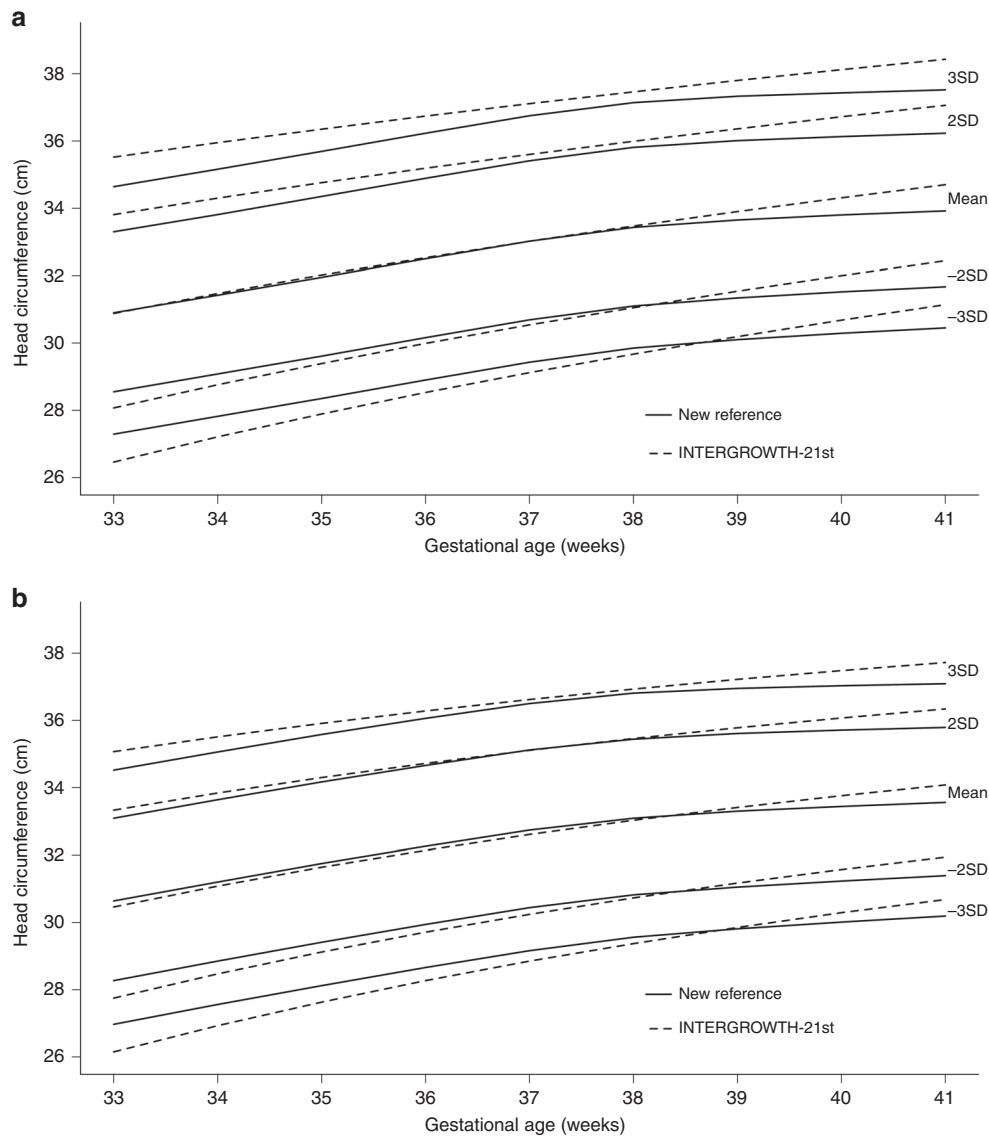 a
38
36
34
32
30
28
26
Head circumference (cm)
3SD
2SD
Mean
–2SD
–3SD
New reference
INTERGROWTH-21st
33 34 35 36 37 38 39 40 41
Gestational age (weeks)
b
38
36
34
32
30
28
26
Head circumference (cm)
3SD
2SD
Mean
–2SD
–3SD
New reference
INTERGROWTH-21st
33 34 35 36 37 38 39 40 41
Gestational age (weeks)